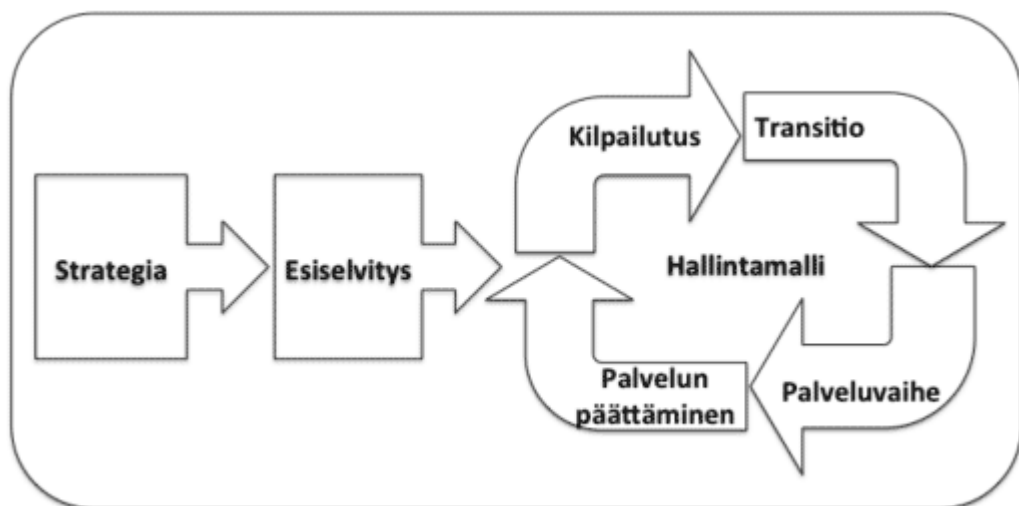 Strategia
Esiselvitys
Kilpailutus
Transitio
Hallintamalli
Palveluvaihe
Palvelun
päättäminen